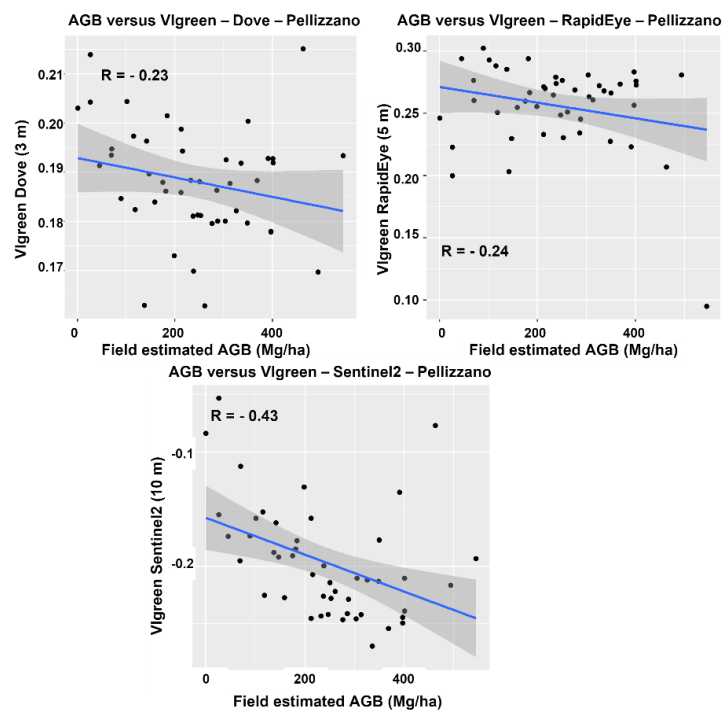 AGB versus VIgreen – Dove – Pellizzano
R = - 0.23
0.21
0.20
0.19
0.18
0.17
VIgreen Dove (3 m)
0 200 400
Field estimated AGB (Mg/ha)
AGB versus VIgreen – RapidEye – Pellizzano
0.30
0.25
0.20
0.15
0.10
VIgreen RapidEye (5 m)
R = - 0.24
0 200 400
Field estimated AGB (Mg/ha)
AGB versus VIgreen – Sentinel2 – Pellizzano
R = - 0.43
-0.1
-0.2
VIgreen Sentinel2 (10 m)
0 200 400
Field estimated AGB (Mg/ha)